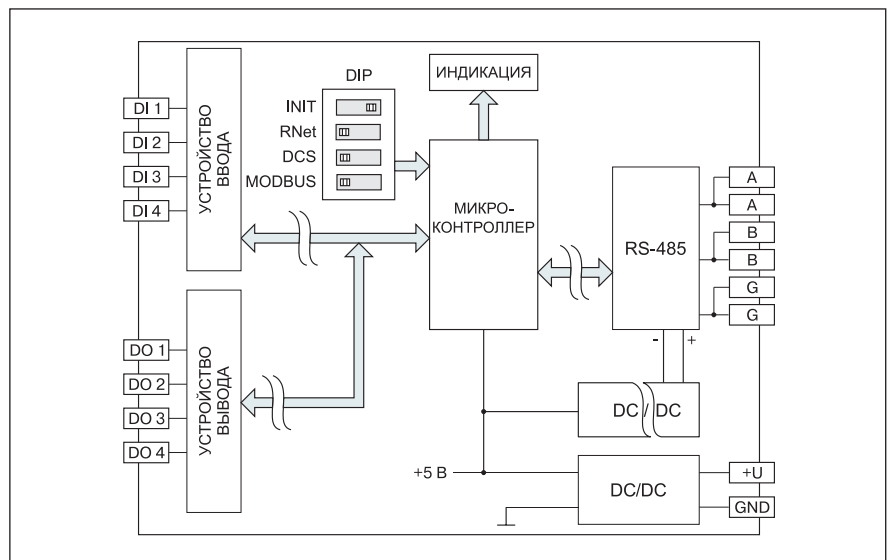 DIP
ИНДИКАЦИЯ
INIT
RNet
DCS
MODBUS
DI 1
DI 2
DI 3
DI 4
УСТРОЙСТВО
ВВОДА
МИКРО-
КОНТРОЛЛЕР
RS-485
A
A
B
B
G
G
- +
DO 1
DO 2
DO 3
DO 4
УСТРОЙСТВО
ВЫВОДА
DC / DC
+5 В
DC/DC
+U
GND